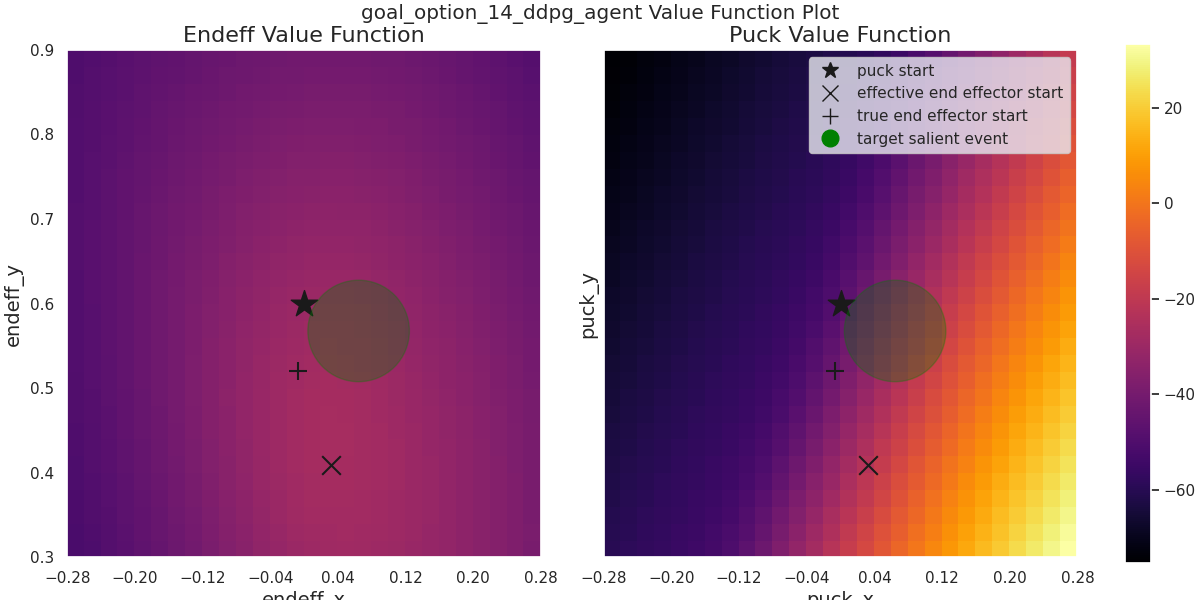 goal_option_14_ddpg_agent Value Function Plot
Endeff Value Function
endeff_y
0.9
0.8
0.7
0.6
0.5
0.4
0.3
−0.28 −0.20 −0.12 −0.04 0.04 0.12 0.20 0.28
endeff_x
Puck Value Function
puck start
effective end effector start
true end effector start
target salient event
puck_y
−0.28 −0.20 −0.12 −0.04 0.04 0.12 0.20 0.28
puck_x
20
0
−20
−40
−60